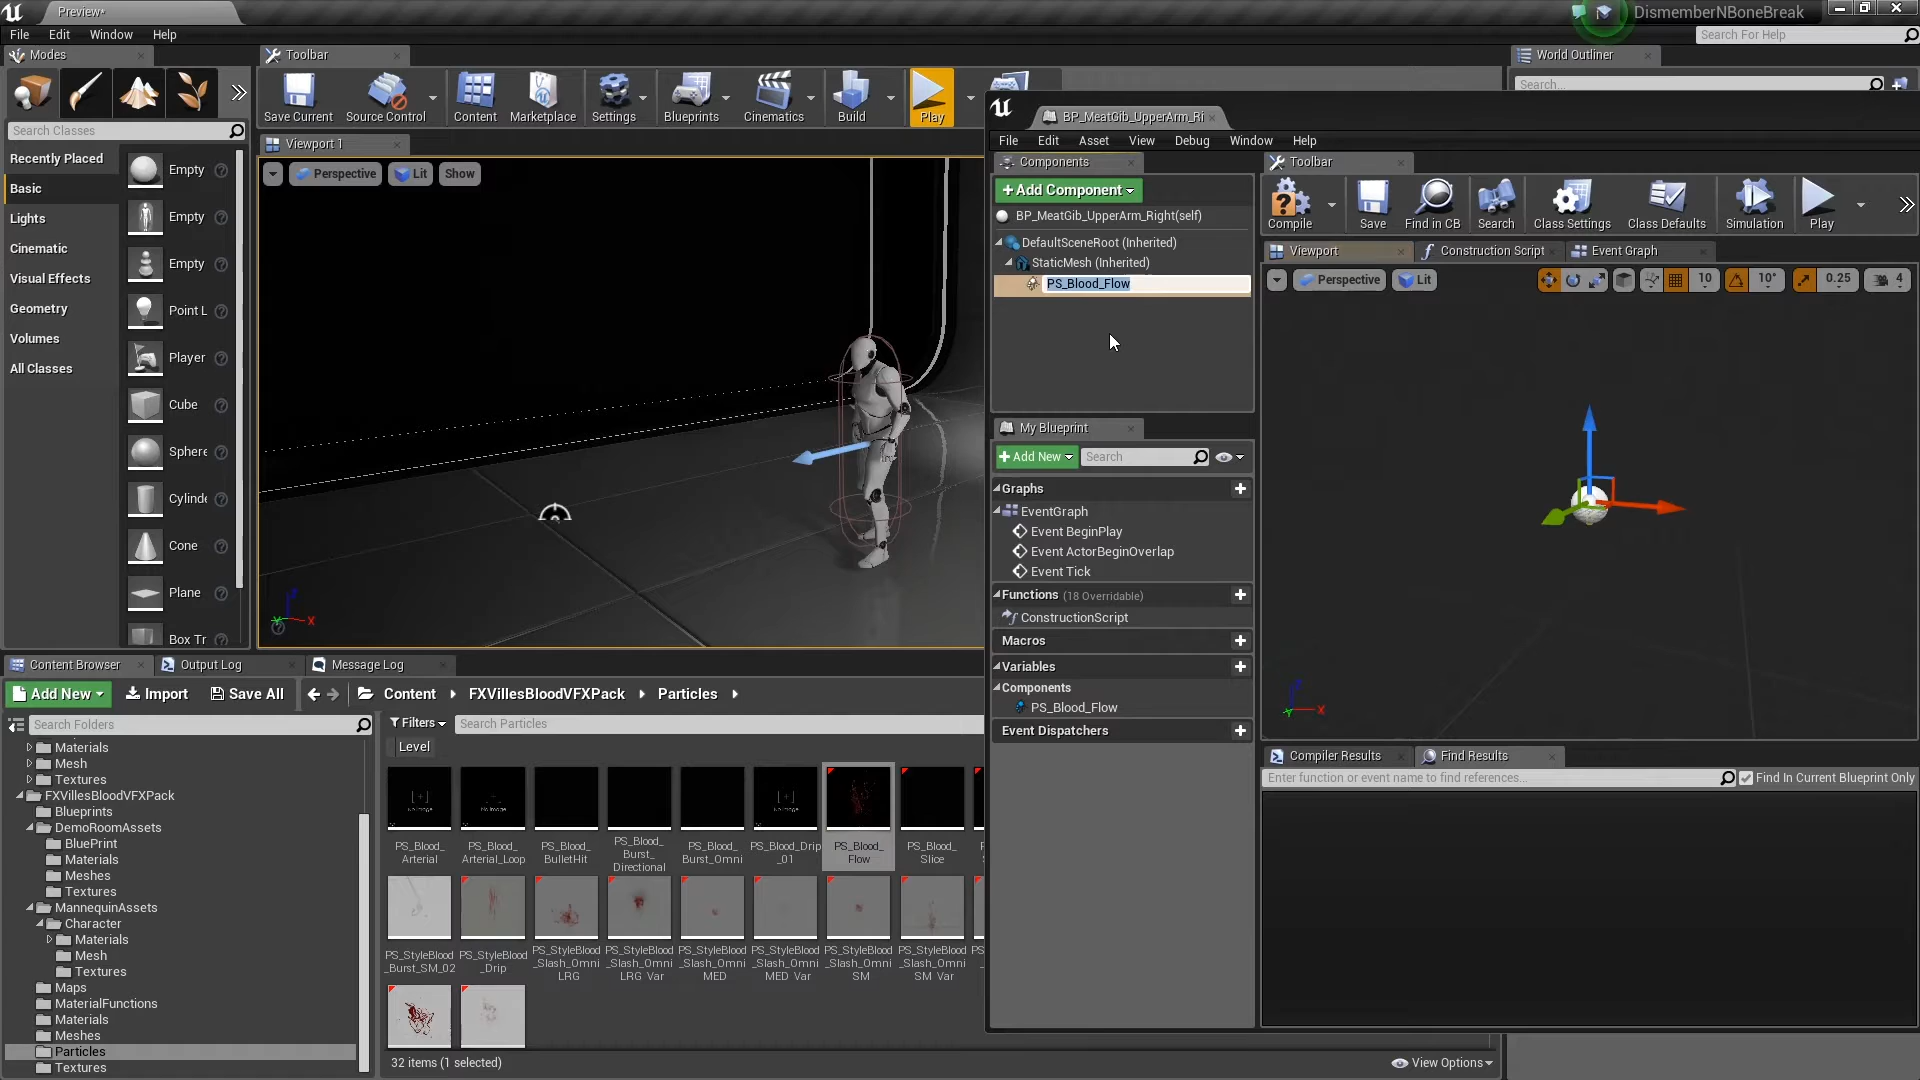 Preview*
DismemberNBoneBreak
File Edit Window Help
Search For Help
Modes
Toolbar
World Outliner
Search...
Save Current
Source Control
Content
Marketplace
Settings
Blueprints
Cinematics
Build
Play
Search Classes
Recently Placed
Basic
Lights
Cinematic
Visual Effects
Geometry
Volumes
All Classes
Empty
Empty
Empty
Point L
Player
Cube
Sphere
Cylinde
Cone
Plane
Box Tr
Viewport 1
Perspective
Lit
Show
X
BP_MeatGib_UpperArm_Ri
File Edit Asset View Debug Window Help
Components
+Add Component
BP_MeatGib_UpperArm_Right(self)
DefaultSceneRoot (Inherited)
StaticMesh (Inherited)
PS_Blood_Flow
Toolbar
Compile
Save
Find in CB
Search
Class Settings
Class Defaults
Simulation
Play
Viewport
Construction Script
Event Graph
Perspective
Lit
10
10°
0.25
4
My Blueprint
+Add New
Search
Graphs
EventGraph
Event BeginPlay
Event ActorBeginOverlap
Event Tick
Functions (18 Overridable)
ConstructionScript
Macros
Variables
Components
PS_Blood_Flow
Event Dispatchers
X
Compiler Results
Find Results
Enter function or event name to find references...
Find In Current Blueprint Only
Content Browser
Output Log
Message Log
Add New
Import
Save All
Content
FXVillesBloodVFXPack
Particles
Search Folders
Filters
Search Particles
Level
Materials
Mesh
Textures
FXVillesBloodVFXPack
Blueprints
DemoRoomAssets
BluePrint
Materials
Meshes
Textures
MannequinAssets
Character
Materials
Mesh
Textures
Maps
MaterialFunctions
Materials
Meshes
Particles
Textures
PS_Blood_
Arterial
PS_Blood_
Arterial_Loop
PS_Blood_
BulletHit
PS_Blood_
Burst_
Directional
PS_Blood_
Burst_Omni
PS_Blood_Drip
_01
PS_Blood_
Flow
PS_Blood_
Slice
PS_StyleBlood
_Burst_SM_02
PS_StyleBlood
_Drip
PS_StyleBlood
_Slash_Omni
LRG
PS_StyleBlood
_Slash_Omni
LRG_Var
PS_StyleBlood
_Slash_Omni
MED
PS_StyleBlood
_Slash_Omni
MED_Var
PS_StyleBlood
_Slash_Omni
SM
PS_StyleBlood
_Slash_Omni
SM_Var
32 items (1 selected)
View Options